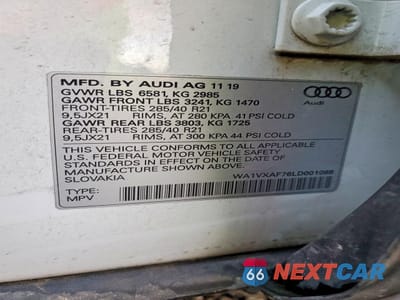 MFD. BY AUDI AG 11 19
GVWR LBS 6581, KG 2985
GAWR FRONT LBS 3241, KG 1470
FRONT-TIRES 285/40 R21
9,5JX21 RIMS, AT 280 KPA 41 PSI COLD
GAWR REAR LBS 3803, KG 1725
REAR-TIRES 285/40 R21
9,5JX21 RIMS, AT 300 KPA 44 PSI COLD
THIS VEHICLE CONFORMS TO ALL APPLICABLE
U.S. FEDERAL MOTOR VEHICLE SAFETY
STANDARDS IN EFFECT ON THE DATE OF
MANUFACTURE SHOWN ABOVE.
SLOVAKIA
TYPE:
MPV
Audi
66 NEXTCAR